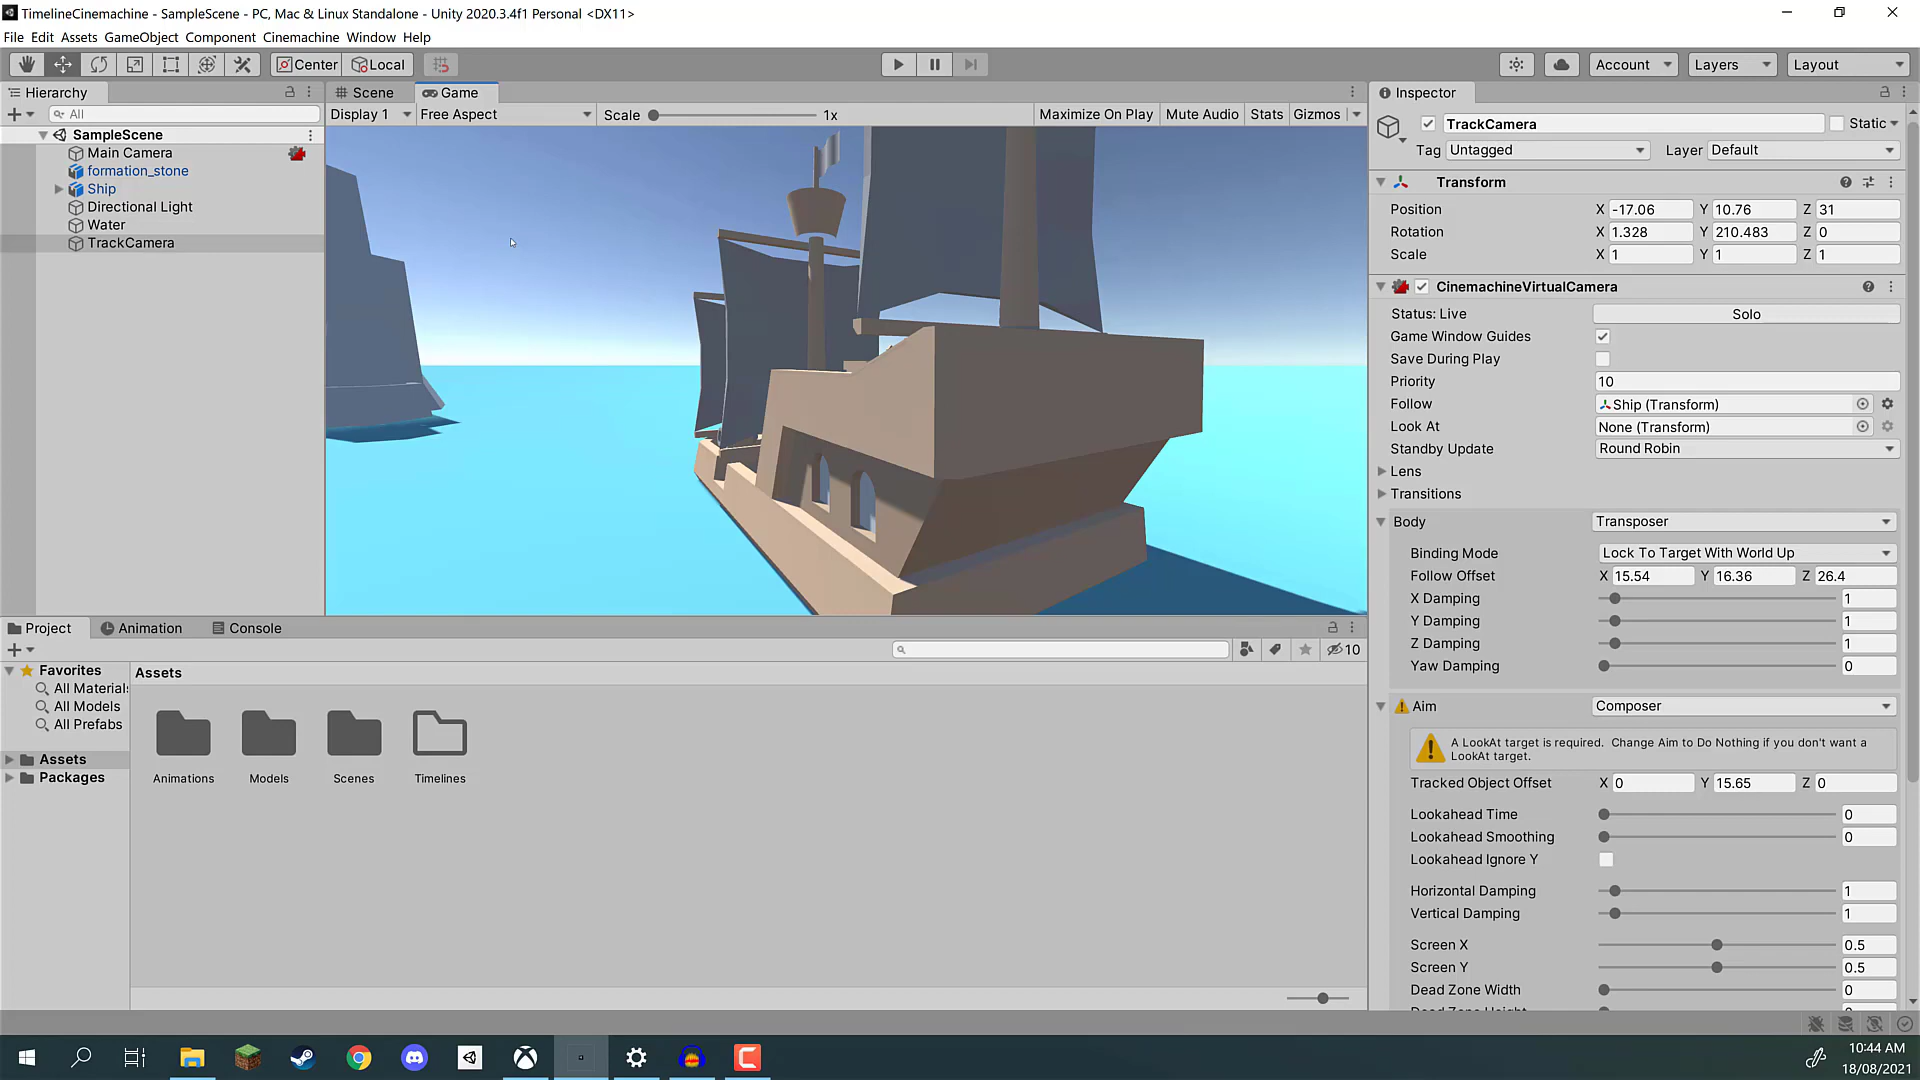 TimelineCinemachine - SampleScene - PC, Mac & Linux Standalone - Unity 2020.3.4f1 Personal <DX11>
File Edit Assets GameObject Component Cinemachine Window Help
Center Local Account Layers Layout
Hierarchy
All
SampleScene
Main Camera
formation_stone
Ship
Directional Light
Water
TrackCamera
Scene Game
Display 1 Free Aspect Scale 1x Maximize On Play Mute Audio Stats Gizmos
Inspector
TrackCamera Static
Tag Untagged Layer Default
Transform
Position X -17.06 Y 10.76 Z 31
Rotation X 1.328 Y 210.483 Z 0
Scale X 1 Y 1 Z 1
CinemachineVirtualCamera
Status: Live Solo
Game Window Guides
Save During Play
Priority 10
Follow Ship (Transform)
Look At None (Transform)
Standby Update Round Robin
Lens
Transitions
Body Transposer
Binding Mode Lock To Target With World Up
Follow Offset X 15.54 Y 16.36 Z 26.4
X Damping 1
Y Damping 1
Z Damping 1
Yaw Damping 0
Aim Composer
A LookAt target is required. Change Aim to Do Nothing if you don't want a
LookAt target.
Tracked Object Offset X 0 Y 15.65 Z 0
Lookahead Time 0
Lookahead Smoothing 0
Lookahead Ignore Y
Horizontal Damping 1
Vertical Damping 1
Screen X 0.5
Screen Y 0.5
Dead Zone Width 0
Project Animation Console
10
Favorites
All Materials
All Models
All Prefabs
Assets
Packages
Assets
Animations Models Scenes Timelines
10:44 AM
18/08/2021